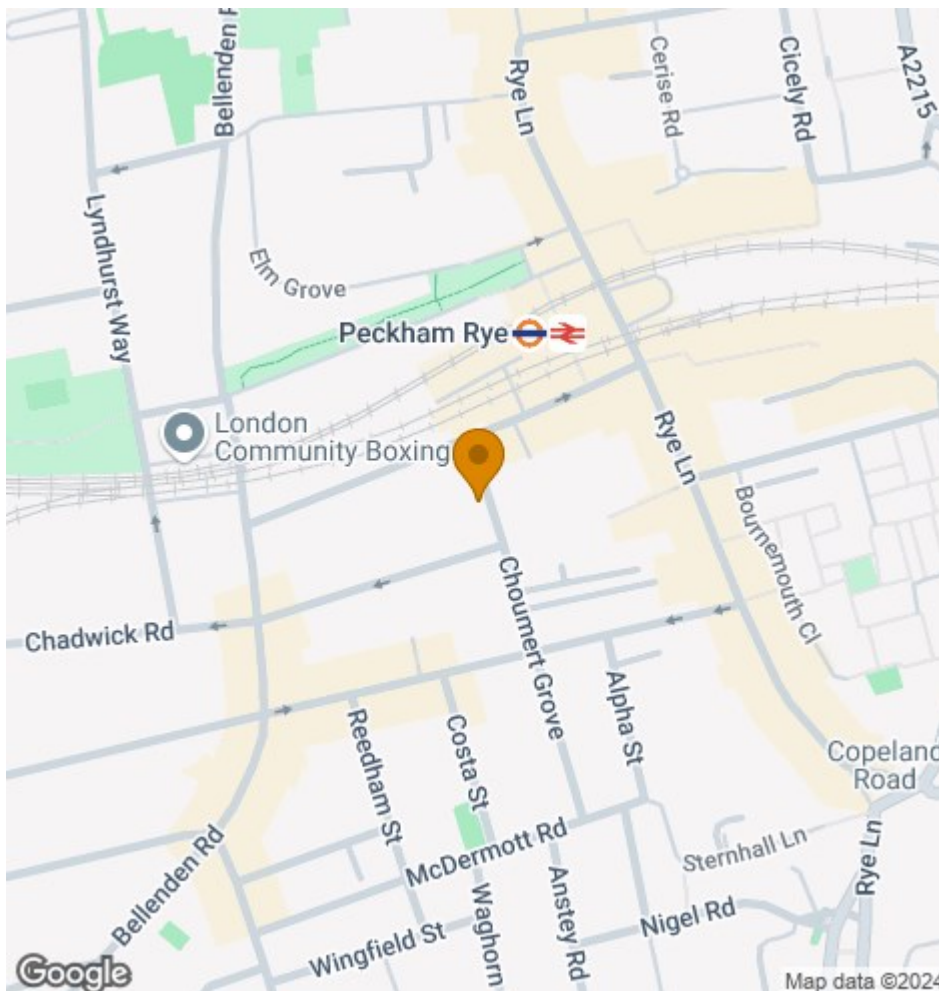 Bellenden R
Rye Ln
Cerise Rd
Cicely Rd
A2215
Lyndhurst Way
Elm Grove
Peckham Rye
London
Community Boxing
Rye Ln
Bournemouth Cl
Chadwick Rd
Choumert Grove
Alpha St
Reedham St
Costa St
Copeland
Road
Bellenden Rd
McDermott Rd
Sternhall Ln
Rye Ln
Waghorn
Anstey Rd
Nigel Rd
Wingfield St
Google
Map data ©2024